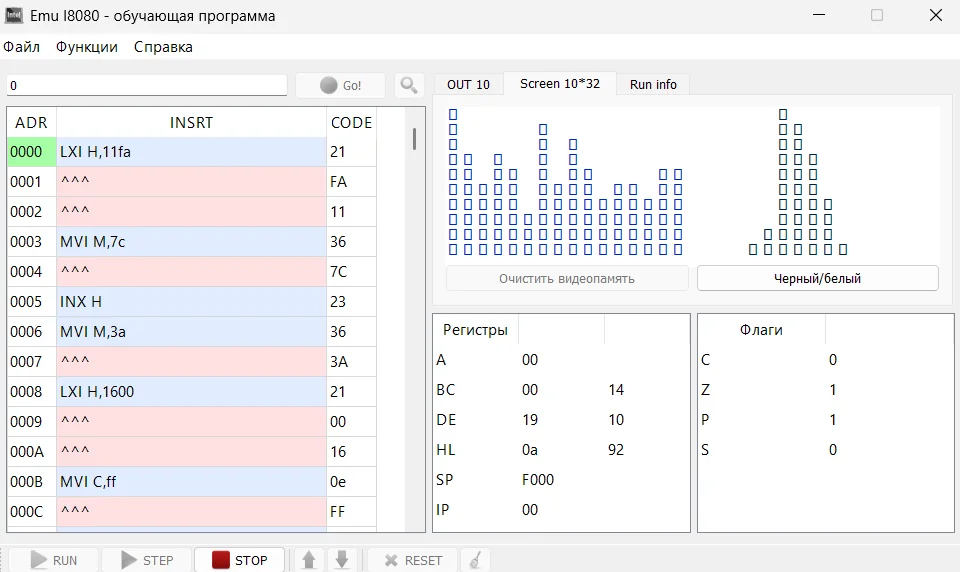 Emu I8080 - обучающая программа
Файл Функции Справка
0 Go!
OUT 10 Screen 10*32 Run info
ADR INSRT CODE
0000 LXI H,11fa 21
0001 ^^^ FA
0002 ^^^ 11
0003 MVI M,7c 36
0004 ^^^ 7C
0005 INX H 23
0006 MVI M,3a 36
0007 ^^^ 3A
0008 LXI H,1600 21
0009 ^^^ 00
000A ^^^ 16
000B MVI C,ff 0e
000C ^^^ FF
Очистить видеопамять Черный/белый
Регистры
A 00
BC 00 14
DE 19 10
HL 0a 92
SP F000
IP 00
Флаги
C 0
Z 1
P 1
S 0
RUN STEP STOP RESET